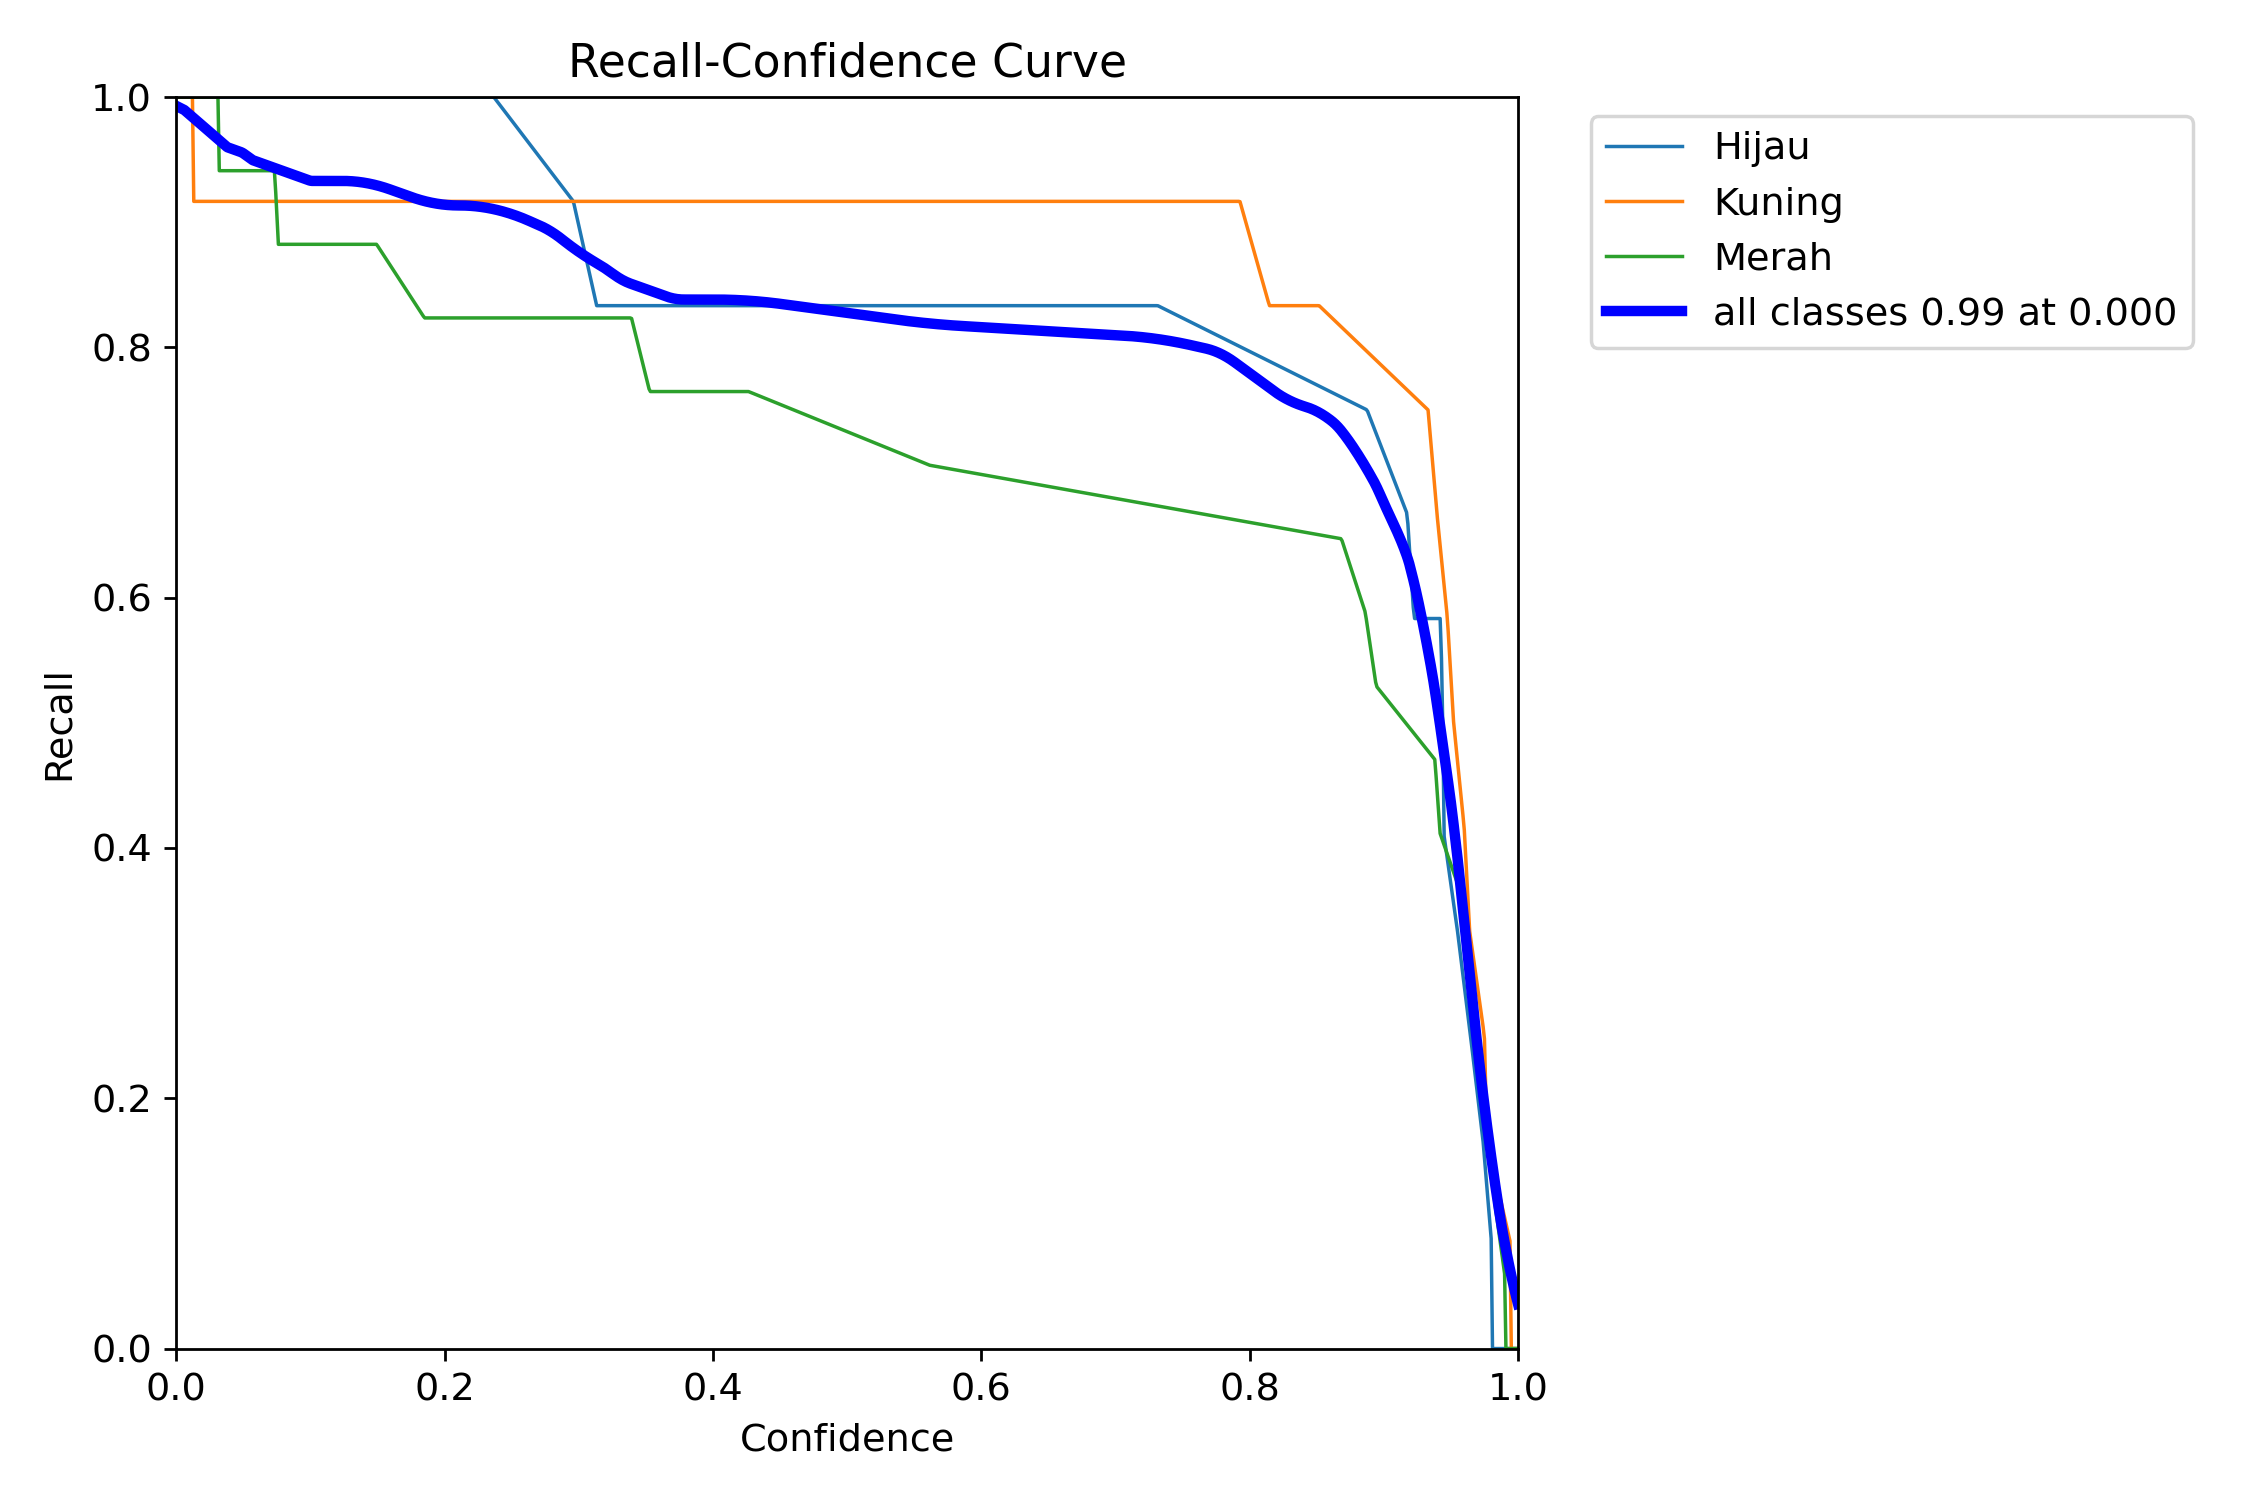 Recall-Confidence Curve
1.0
0.8
0.6
0.4
0.2
0.0
Recall
0.0 0.2 0.4 0.6 0.8 1.0
Confidence
Hijau
Kuning
Merah
all classes 0.99 at 0.000